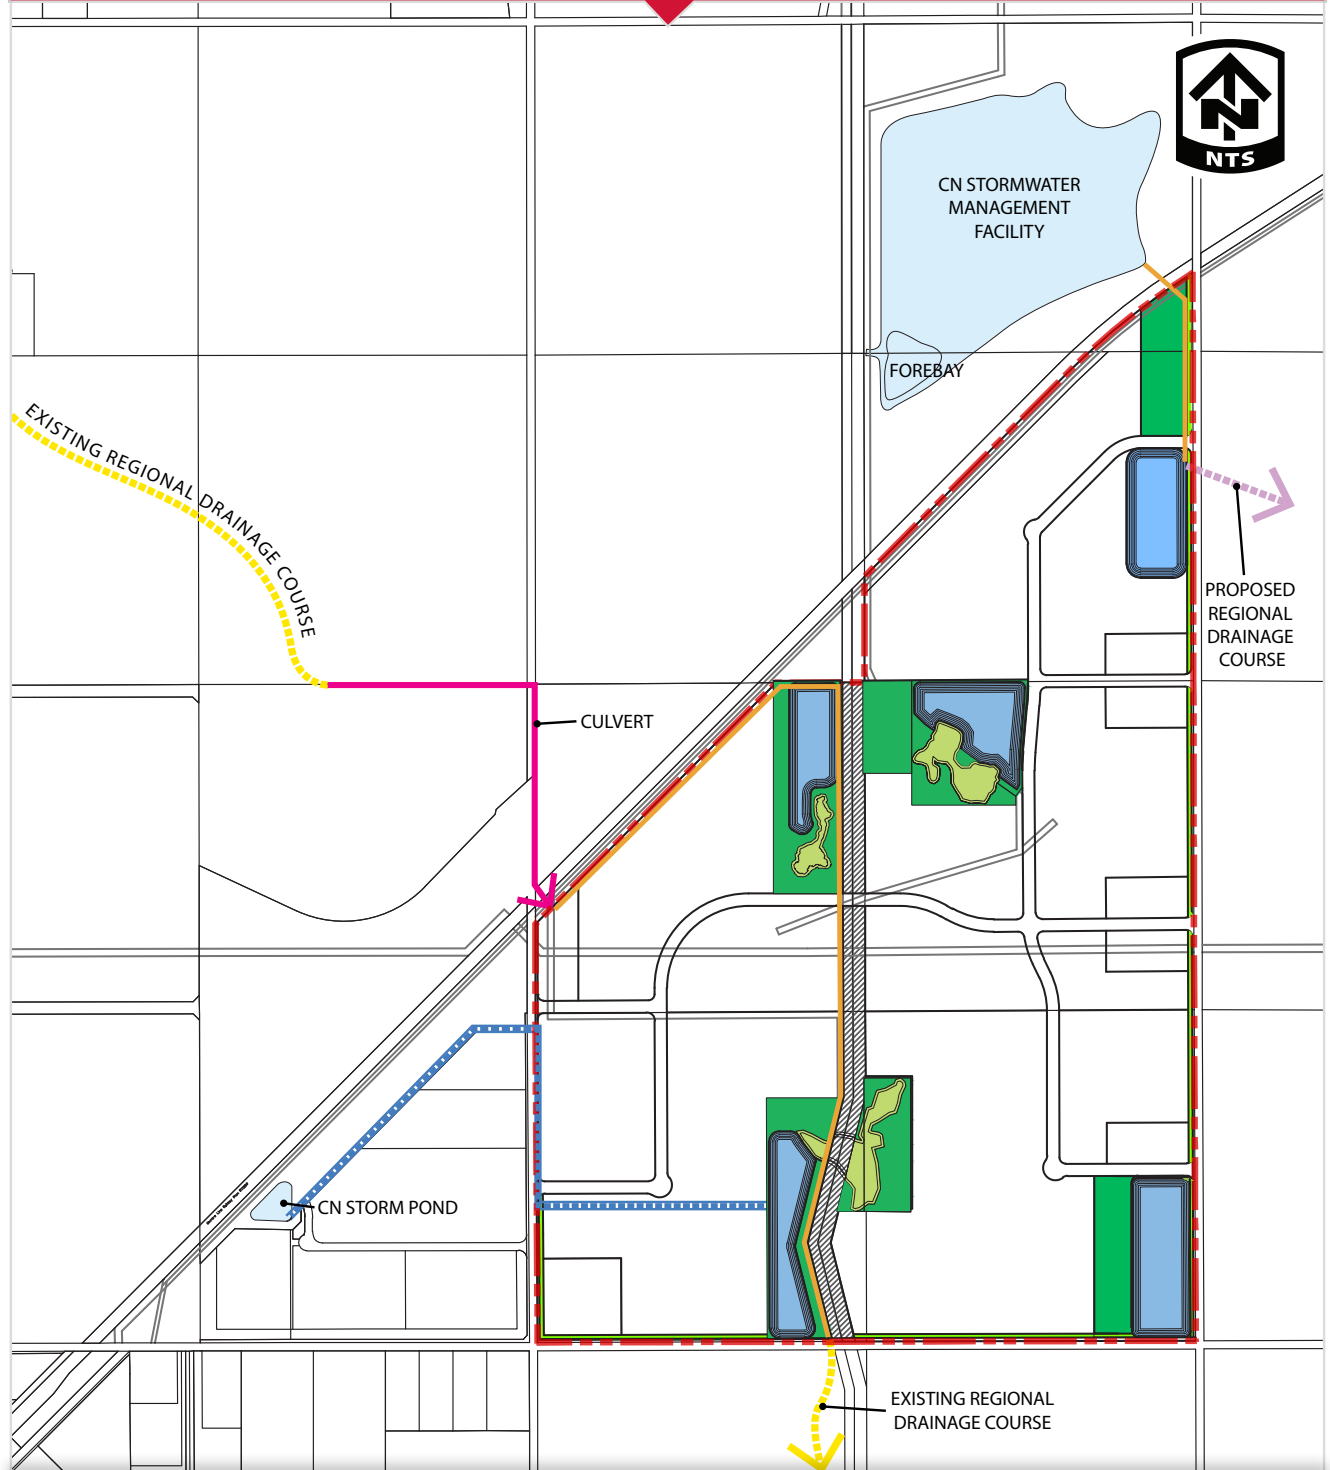 NTS
CN STORMWATER
MANAGEMENT
FACILITY
FOREBAY
EXISTING REGIONAL DRAINAGE COURSE
PROPOSED
REGIONAL
DRAINAGE
COURSE
CULVERT
CN STORM POND
EXISTING REGIONAL
DRAINAGE COURSE